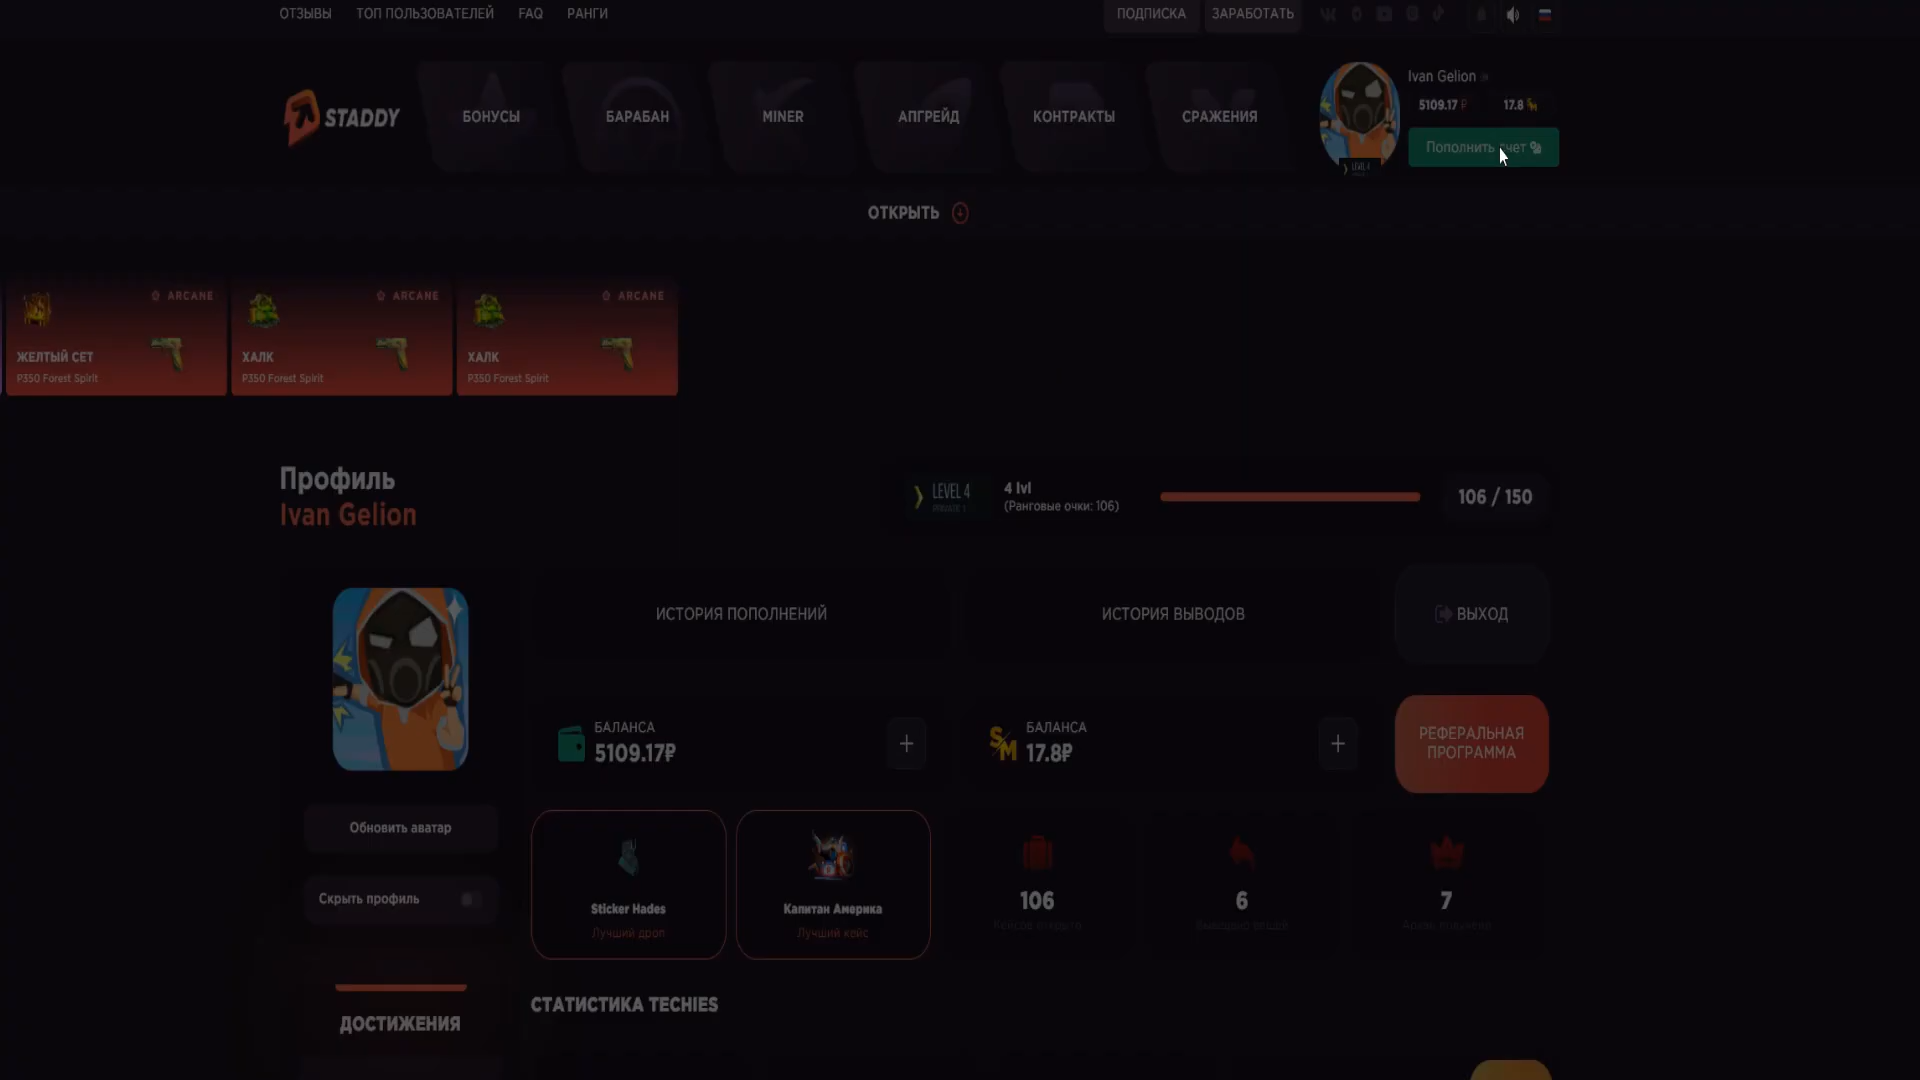 ОТЗЫВЫ ТОП ПОЛЬЗОВАТЕЛЕЙ FAQ РАНГИ ПОДПИСКА ЗАРАБОТАТЬ
STADDY БОНУСЫ БАРАБАН MINER АПГРЕЙД КОНТРАКТЫ СРАЖЕНИЯ
Ivan Gelion
5109.17 ₽ 17.8
Пополнить счет
LEVEL 4
ОТКРЫТЬ
ARCANE
ЖЕЛТЫЙ СЕТ
P350 Forest Spirit
ARCANE
ХАЛК
P350 Forest Spirit
ARCANE
ХАЛК
P350 Forest Spirit
Профиль
Ivan Gelion
LEVEL 4
4 lvl
(Ранговые очки: 106)
106 / 150
ИСТОРИЯ ПОПОЛНЕНИЙ ИСТОРИЯ ВЫВОДОВ ВЫХОД
БАЛАНСА
5109.17₽
+
S/M
БАЛАНСА
17.8₽
+
РЕФЕРАЛЬНАЯ
ПРОГРАММА
Обновить аватар
Скрыть профиль
Sticker Hades
Лучший дроп
Капитан Америка
Лучший кейс
106
6
7
ДОСТИЖЕНИЯ
СТАТИСТИКА TECHIES